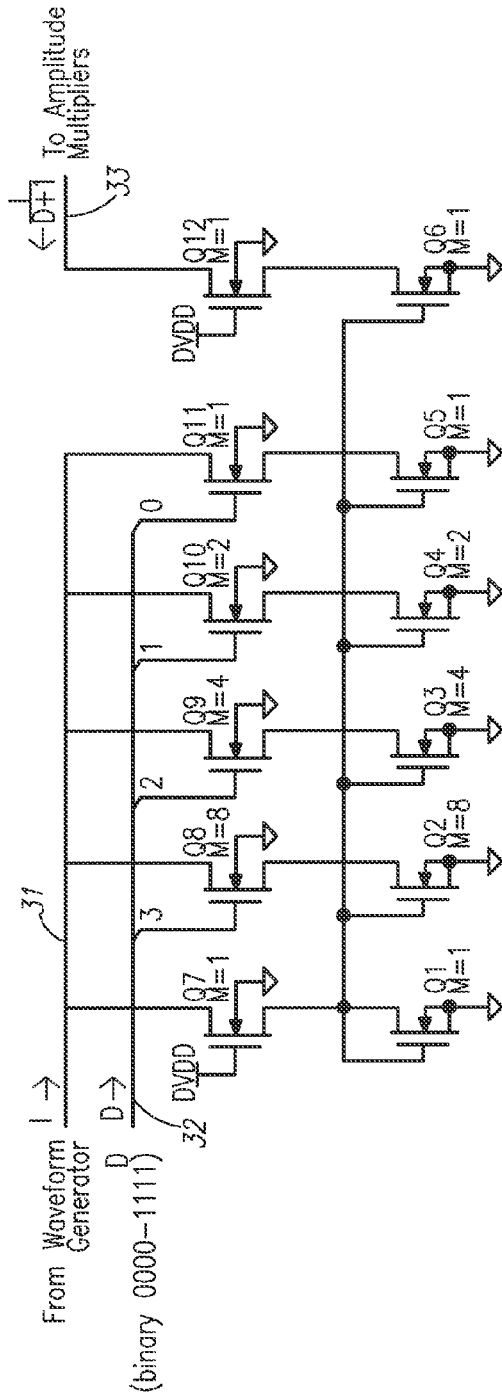 I →
31
I
← D+1
From Waveform
Generator
To Amplitude
Multipliers
33
D →
32
D
(binary 0000–1111)
3
2
1
0
DVDD
Q7
M=1
Q8
M=8
Q9
M=4
Q10
M=2
Q11
M=1
DVDD
Q12
M=1
Q1
M=1
Q2
M=8
Q3
M=4
Q4
M=2
Q5
M=1
Q6
M=1